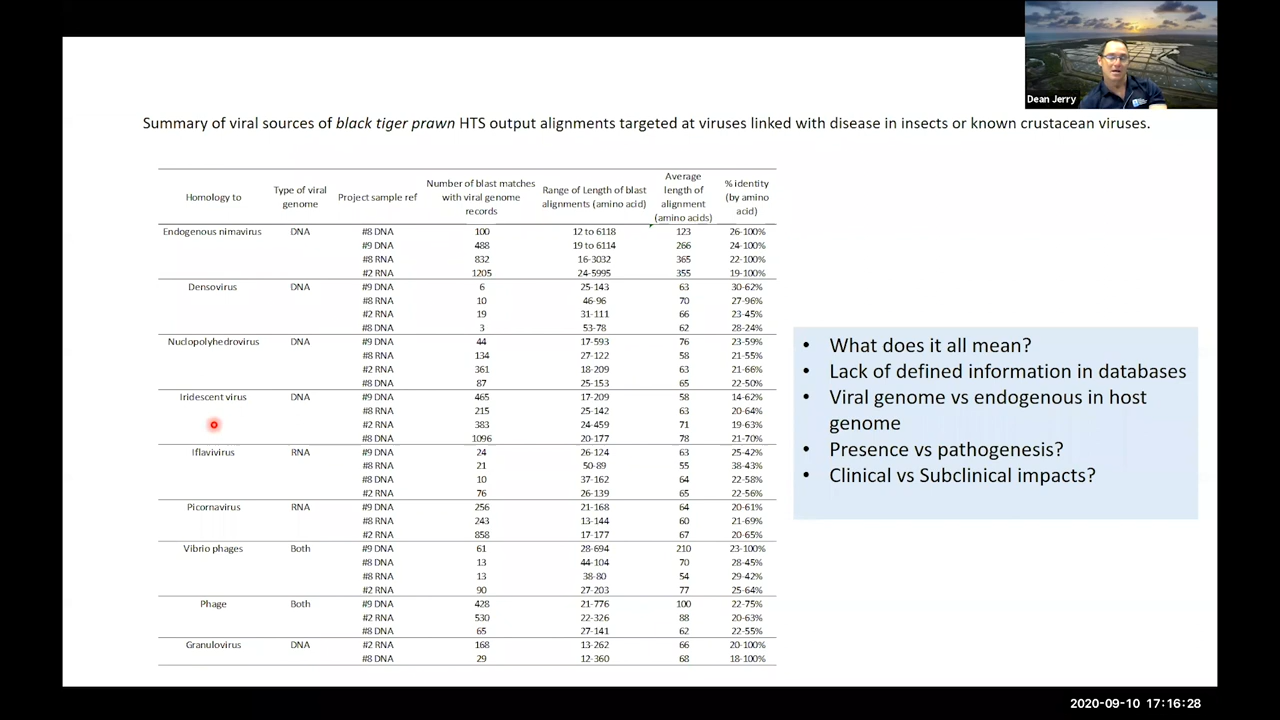 Dean Jerry
Summary of viral sources of black tiger prawn HTS output alignments targeted at viruses linked with disease in insects or known crustacean viruses.
Homology to Type of viral genome Project sample ref Number of blast matches with viral genome records Range of Length of blast alignments (amino acid) Average length of alignment (amino acids) % identity (by amino acid)
Endogenous nimavirus DNA #8 DNA 100 12 to 6118 123 26-100%
#9 DNA 488 19 to 6114 266 24-100%
#8 RNA 832 16-3032 365 22-100%
#2 RNA 1205 24-5995 355 19-100%
Densovirus DNA #9 DNA 6 25-143 63 30-62%
#8 RNA 10 46-96 70 27-96%
#2 RNA 19 31-111 66 23-45%
#8 DNA 3 53-78 62 28-24%
Nuclopolyhedrovirus DNA #9 DNA 44 17-593 76 23-59%
#8 RNA 134 27-122 58 21-55%
#2 RNA 361 18-209 63 21-66%
#8 DNA 87 25-153 65 22-50%
Iridescent virus DNA #9 DNA 465 17-209 58 14-62%
#8 RNA 215 25-142 63 20-64%
#2 RNA 383 24-459 71 19-63%
#8 DNA 1096 20-177 78 21-70%
Iflavivirus RNA #9 DNA 24 26-124 63 25-42%
#8 RNA 21 50-89 55 38-43%
#8 DNA 10 37-162 64 22-58%
#2 RNA 76 26-139 65 22-56%
Picornavirus RNA #9 DNA 256 21-168 64 20-61%
#8 RNA 243 13-144 60 21-69%
#2 RNA 858 17-177 67 20-65%
Vibrio phages Both #9 DNA 61 28-694 210 23-100%
#8 DNA 13 44-104 70 28-45%
#8 RNA 13 38-80 54 29-42%
#2 RNA 90 27-203 77 25-64%
Phage Both #9 DNA 428 21-776 100 22-75%
#2 RNA 530 22-326 88 20-63%
#8 DNA 65 27-141 62 22-55%
Granulovirus DNA #2 RNA 168 13-262 66 20-100%
#8 DNA 29 12-360 68 18-100%
• What does it all mean?
• Lack of defined information in databases
• Viral genome vs endogenous in host
genome
• Presence vs pathogenesis?
• Clinical vs Subclinical impacts?
2020-09-10 17:16:28